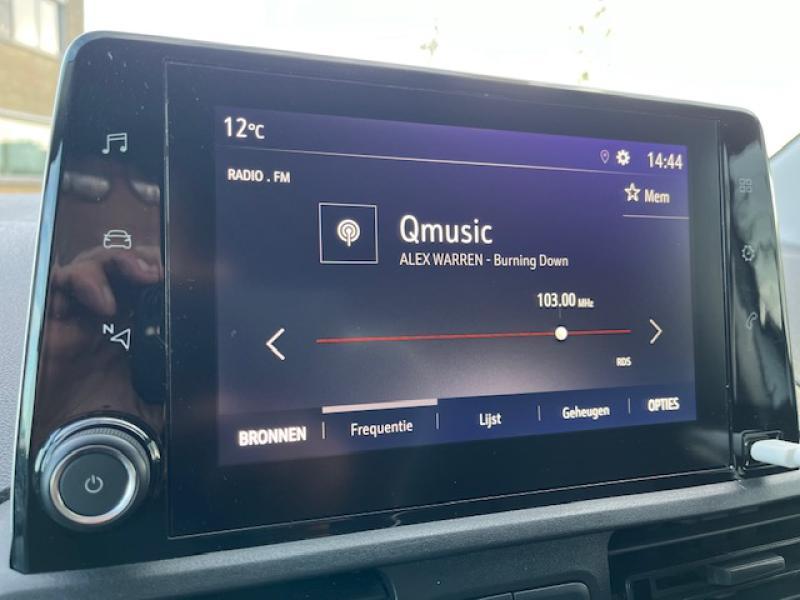 12°C
14:44
RADIO . FM
Mem
Qmusic
ALEX WARREN - Burning Down
103.00 MHz
RDS
BRONNEN
Frequentie
Lijst
Geheugen
OPTIES
N